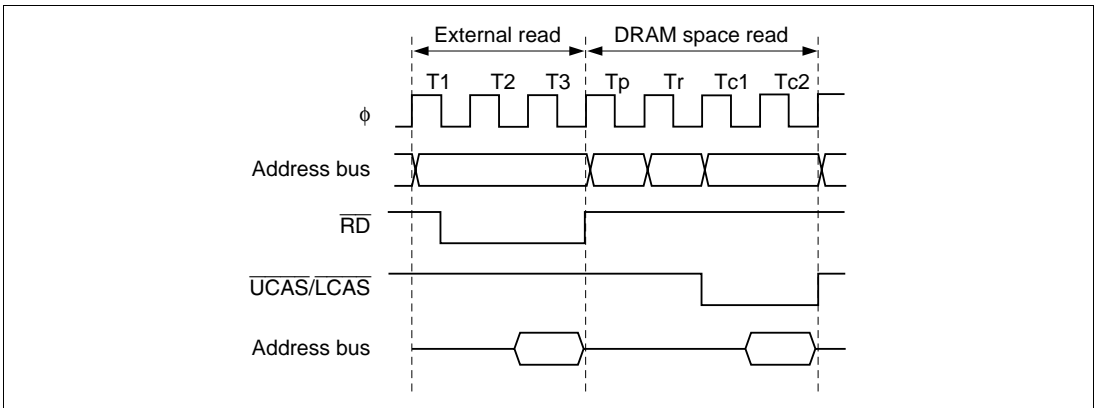 External read DRAM space read
T1 T2 T3 Tp Tr Tc1 Tc2
ϕ
Address bus
RD
UCAS/LCAS
Address bus